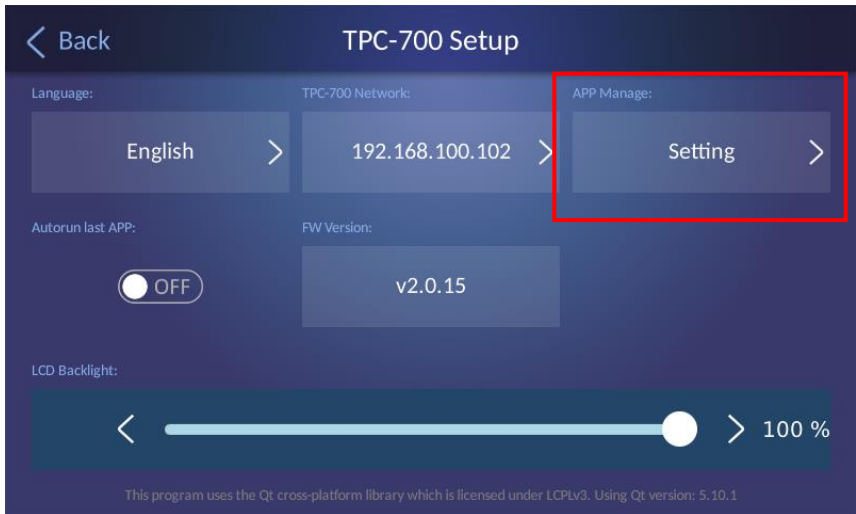 Back
TPC-700 Setup
Language:
TPC-700 Network:
APP Manage:
English
192.168.100.102
Setting
Autorun last APP:
FW Version:
OFF
v2.0.15
LCD Backlight:
100 %
This program uses the Qt cross-platform library which is licensed under LCPLv3. Using Qt version: 5.10.1